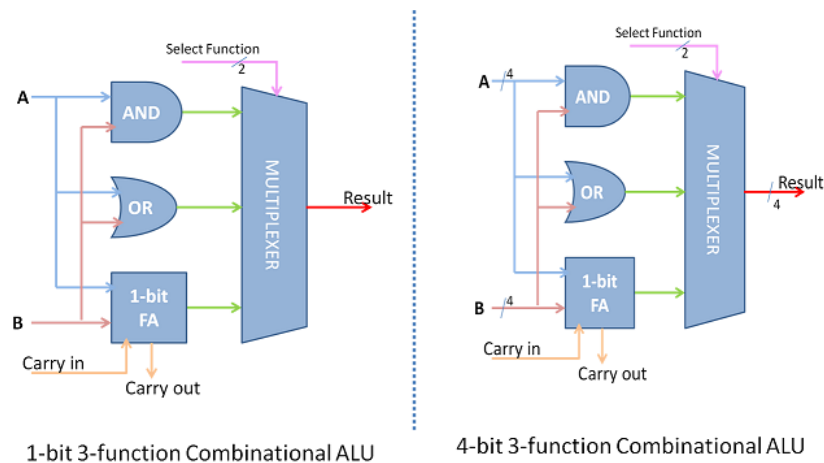 Select Function
2
A
AND
OR
MULTIPLEXER
Result
1-bit
FA
B
Carry in
Carry out
1-bit 3-function Combinational ALU
Select Function
2
A
4
AND
OR
MULTIPLEXER
Result
4
1-bit
FA
B
4
Carry in
Carry out
4-bit 3-function Combinational ALU